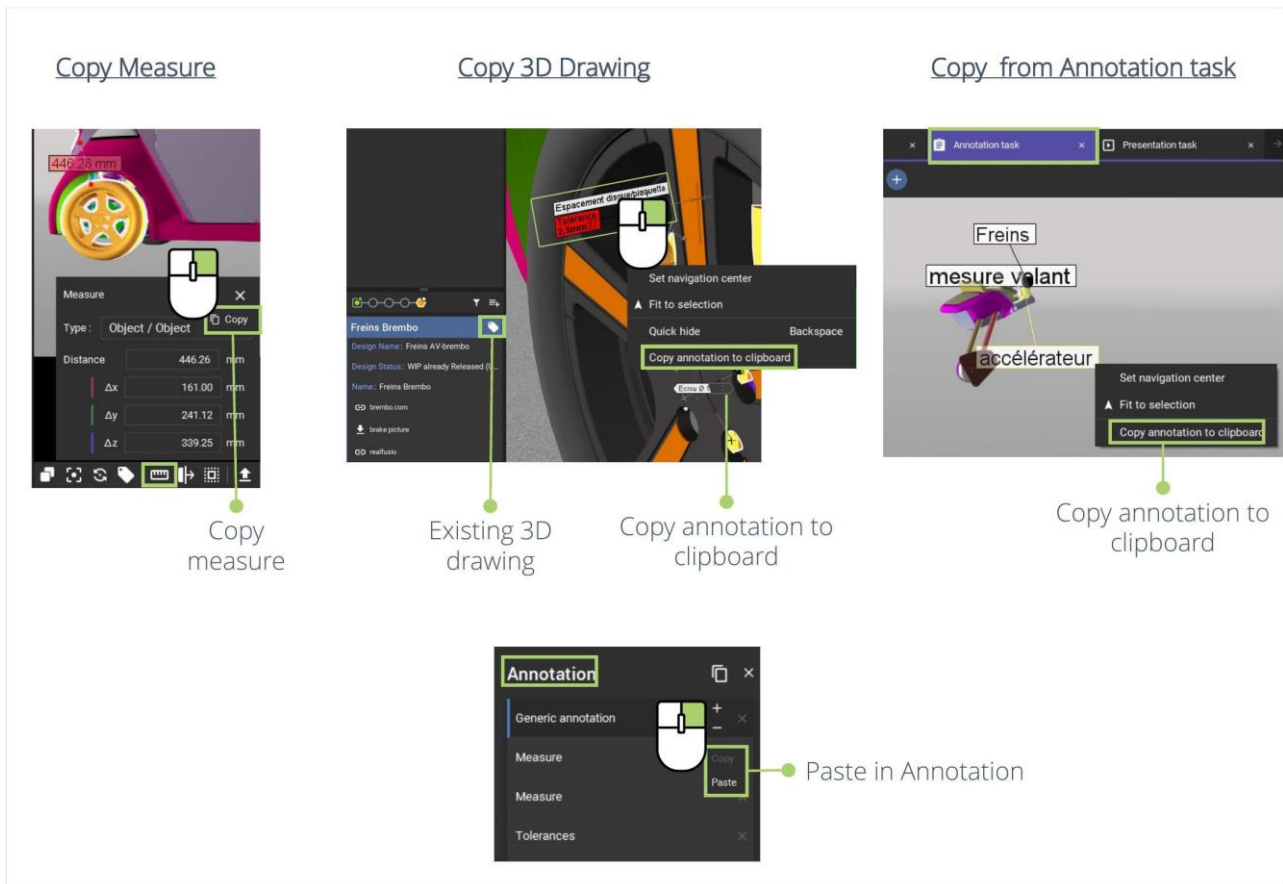 Copy Measure
Copy 3D Drawing
Copy from Annotation task
446.28 mm
Measure
Copy
Type : Object / Object
Distance 446.26 mm
Δx 161.00 mm
Δy 241.12 mm
Δz 339.25 mm
Copy
measure
Espacement disque/plaquette
Tolerance
2.5mm /
Set navigation center
Fit to selection
Quick hide Backspace
Copy annotation to clipboard
Freins Brembo
Design Name : Freins AV-brembo
Design Status : WIP already Released (U...
Name : Freins Brembo
brembo.com
brake picture
realfusio
Ecrou Ø 1
Existing 3D
drawing
Copy annotation to
clipboard
Annotation task
Presentation task
Freins
mesure volant
accélérateur
Set navigation center
Fit to selection
Copy annotation to clipboard
Copy annotation to
clipboard
Annotation
Generic annotation
Measure
Copy
Paste
Measure
Tolerances
Paste in Annotation